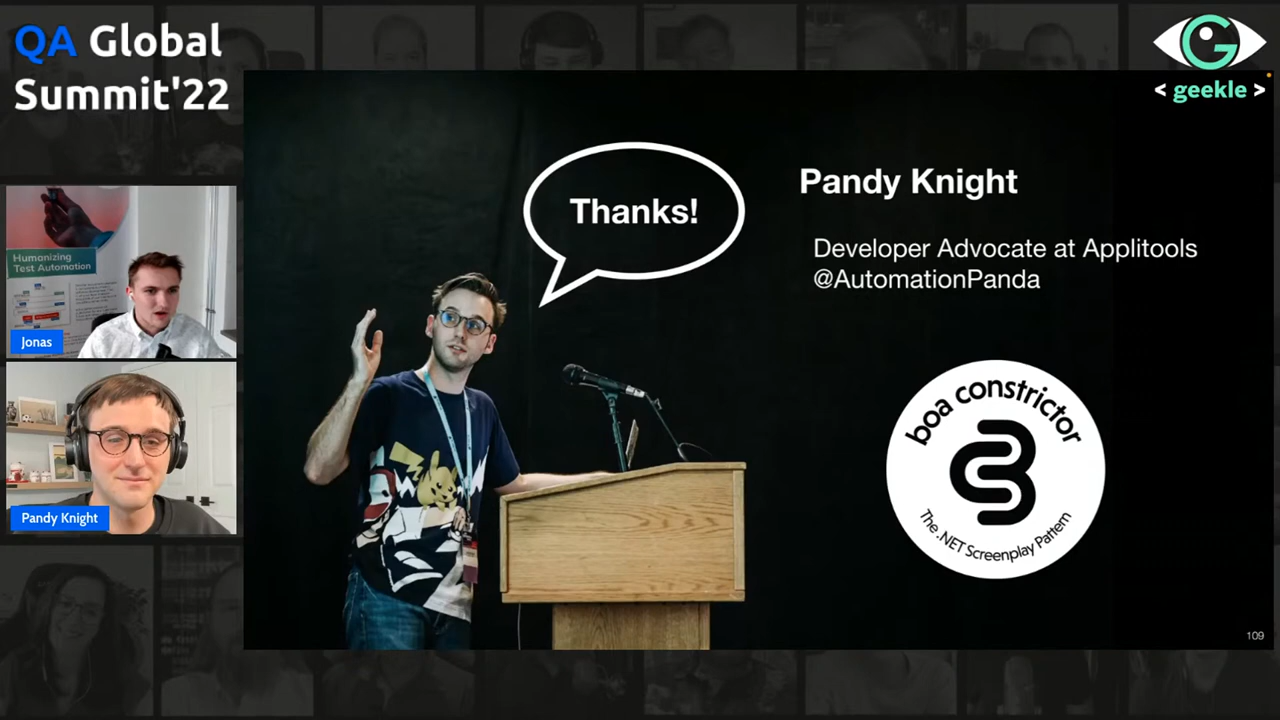 QA Global
Summit'22
< geekle >
Thanks!
Pandy Knight
Developer Advocate at Applitools
@AutomationPanda
boa constrictor
The .NET Screenplay Pattern
109
Humanizing
Test Automation
Jonas
Pandy Knight